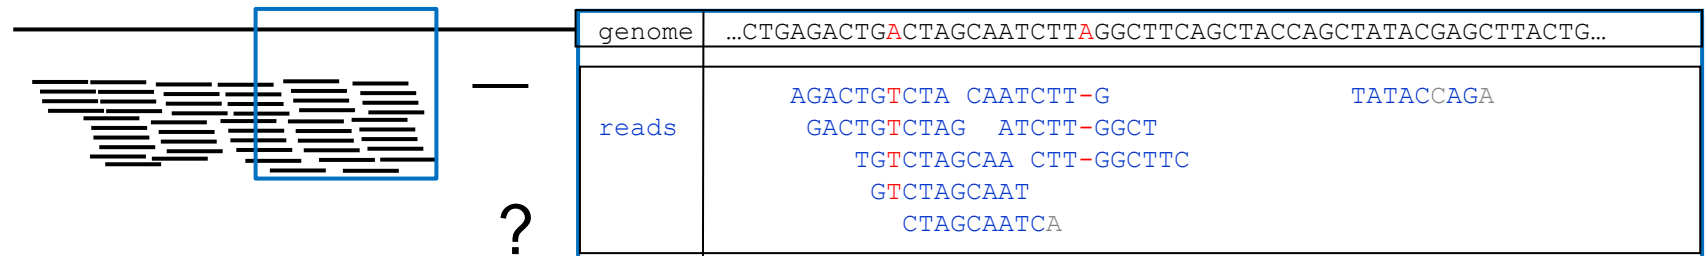 genome …CTGAGACTGACTAGCAATCTTAGGCTTCAGCTACCAGCTATACGAGCTTACTG…
AGACTGTCTA CAATCTT-G TATACCAGA
reads GACTGTCTAG ATCTT-GGCT
TGTCTAGCAA CTT-GGCTTC
GTCTAGCAAT
CTAGCAATCA
?